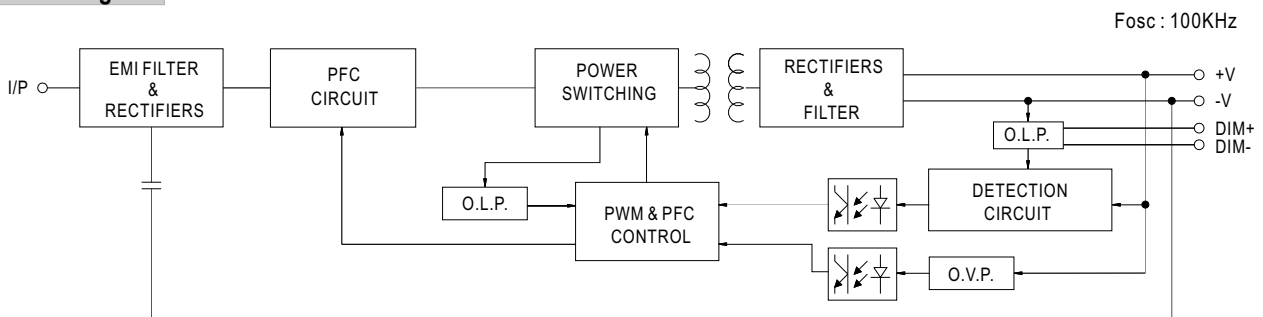 Fosc : 100KHz
I/P
EMI FILTER
&
RECTIFIERS
PFC
CIRCUIT
POWER
SWITCHING
RECTIFIERS
&
FILTER
+V
-V
DIM+
DIM-
O.L.P.
O.L.P.
PWM & PFC
CONTROL
DETECTION
CIRCUIT
O.V.P.